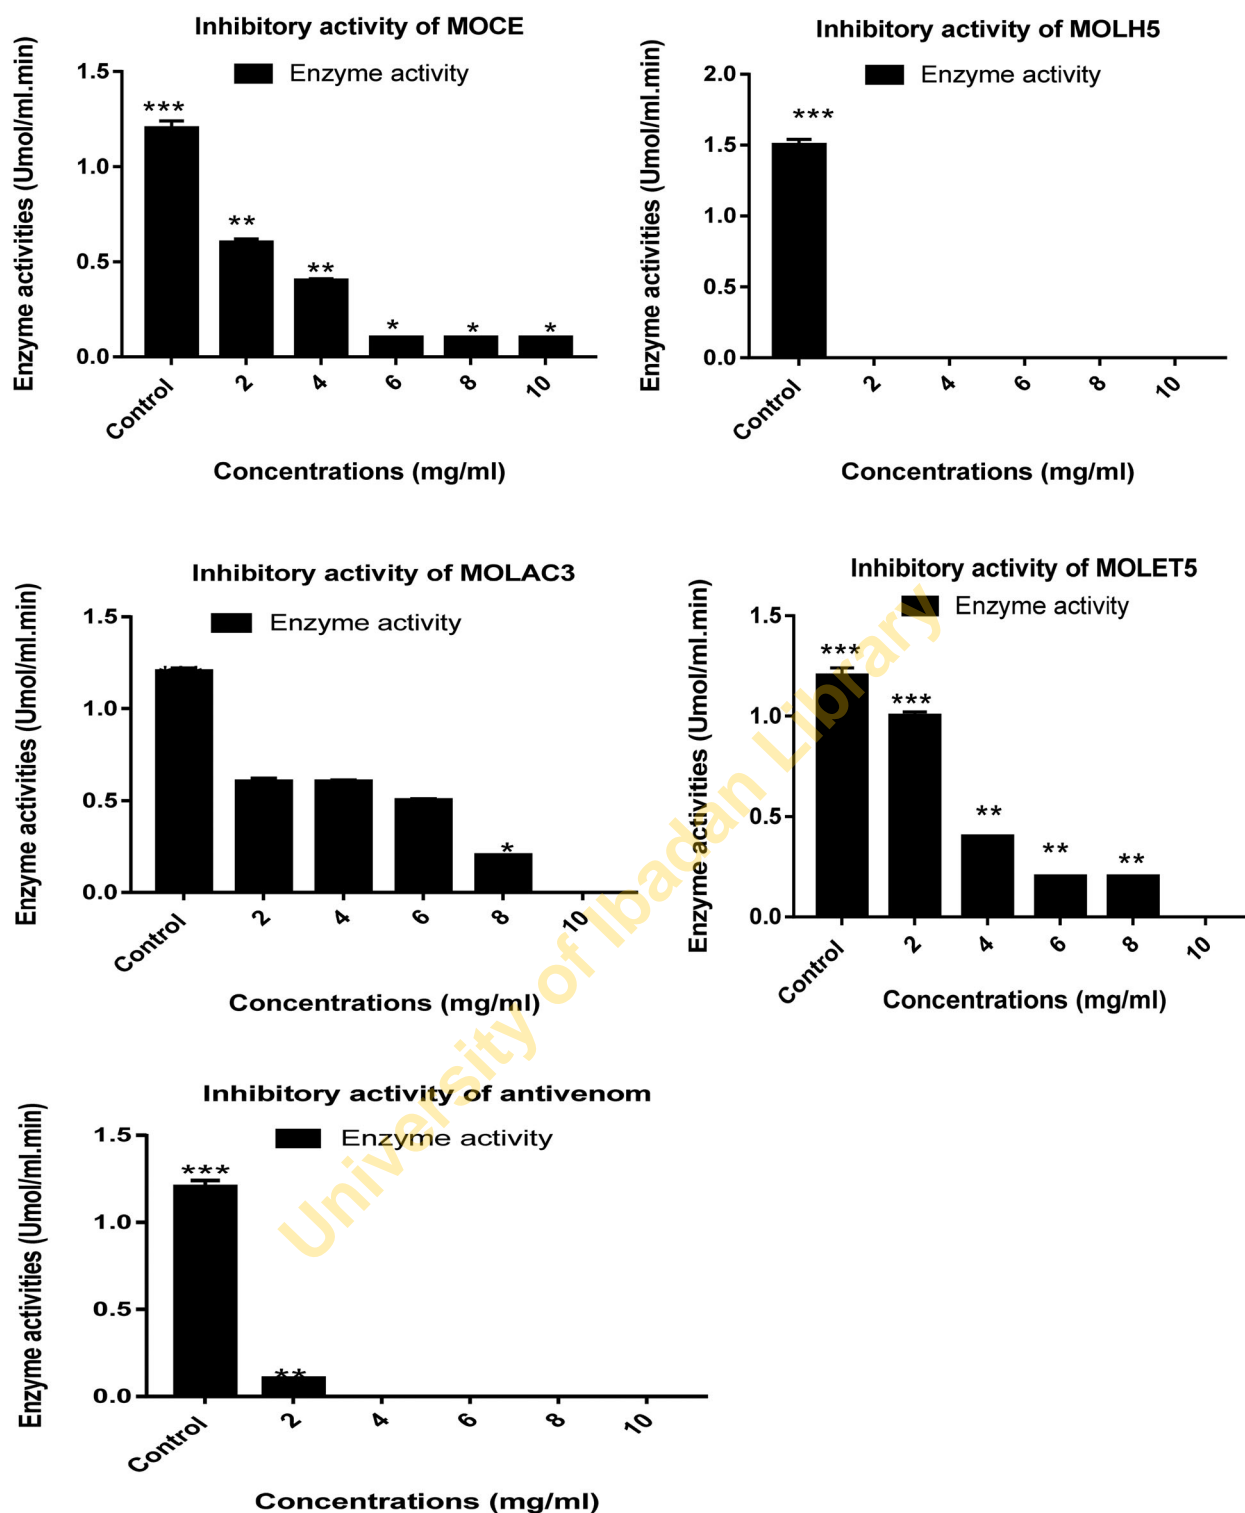 Inhibitory activity of MOCE
Enzyme activity
Enzyme activities (Umol/ml.min)
1.5
1.0
0.5
0.0
***
**
**
*
*
*
Control
2
4
6
8
10
Concentrations (mg/ml)
Inhibitory activity of MOLH5
Enzyme activity
Enzyme activities (Umol/ml.min)
2.0
1.5
1.0
0.5
0.0
***
Control
2
4
6
8
10
Concentrations (mg/ml)
Inhibitory activity of MOLAC3
Enzyme activity
Enzyme activities (Umol/ml.min)
1.5
1.0
0.5
0.0
*
Control
2
4
6
8
10
Concentrations (mg/ml)
Inhibitory activity of MOLET5
Enzyme activity
Enzyme activities (Umol/ml.min)
1.5
1.0
0.5
0.0
***
***
**
**
**
Control
2
4
6
8
10
Concentrations (mg/ml)
Inhibitory activity of antivenom
Enzyme activity
Enzyme activities (Umol/ml.min)
1.5
1.0
0.5
0.0
***
**
Control
2
4
6
8
10
Concentrations (mg/ml)
University of Ibadan Library